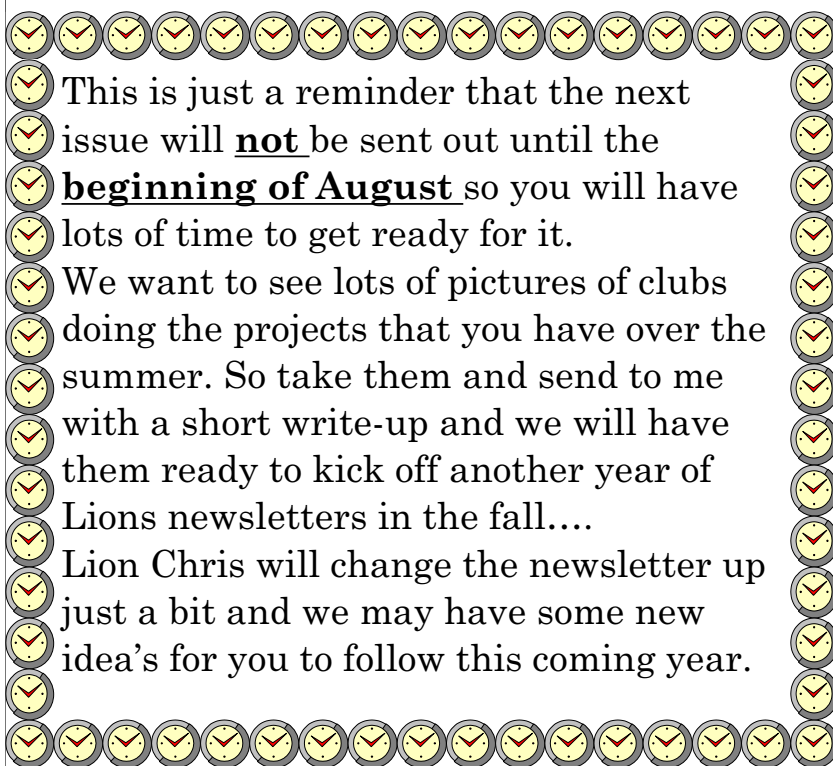 This is just a reminder that the next
issue will not be sent out until the
beginning of August so you will have
lots of time to get ready for it.
We want to see lots of pictures of clubs
doing the projects that you have over the
summer. So take them and send to me
with a short write-up and we will have
them ready to kick off another year of
Lions newsletters in the fall….
Lion Chris will change the newsletter up
just a bit and we may have some new
idea’s for you to follow this coming year.